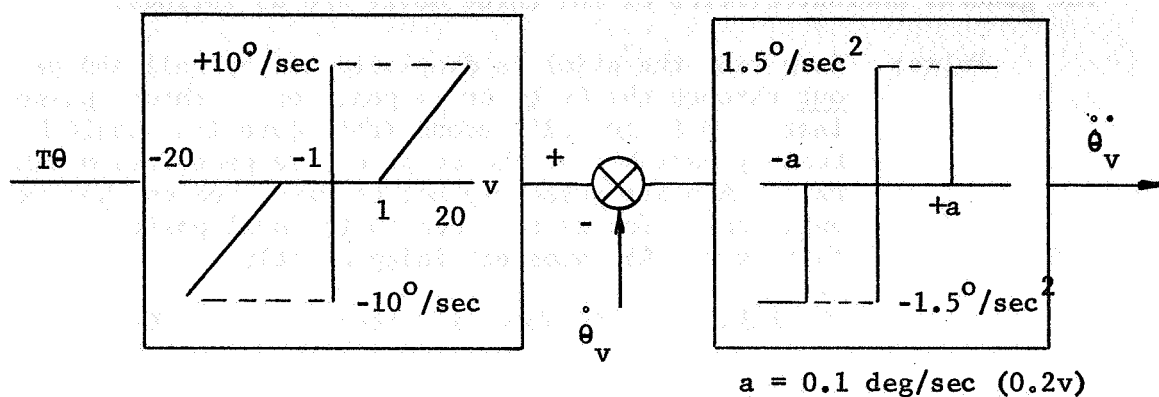 +10°/sec
1.5°/sec²
Tθ
-20
-1
v
1
20
-10°/sec
+
-
θ̇v
-a
+a
-1.5°/sec²
θ̈v
a = 0.1 deg/sec (0.2v)